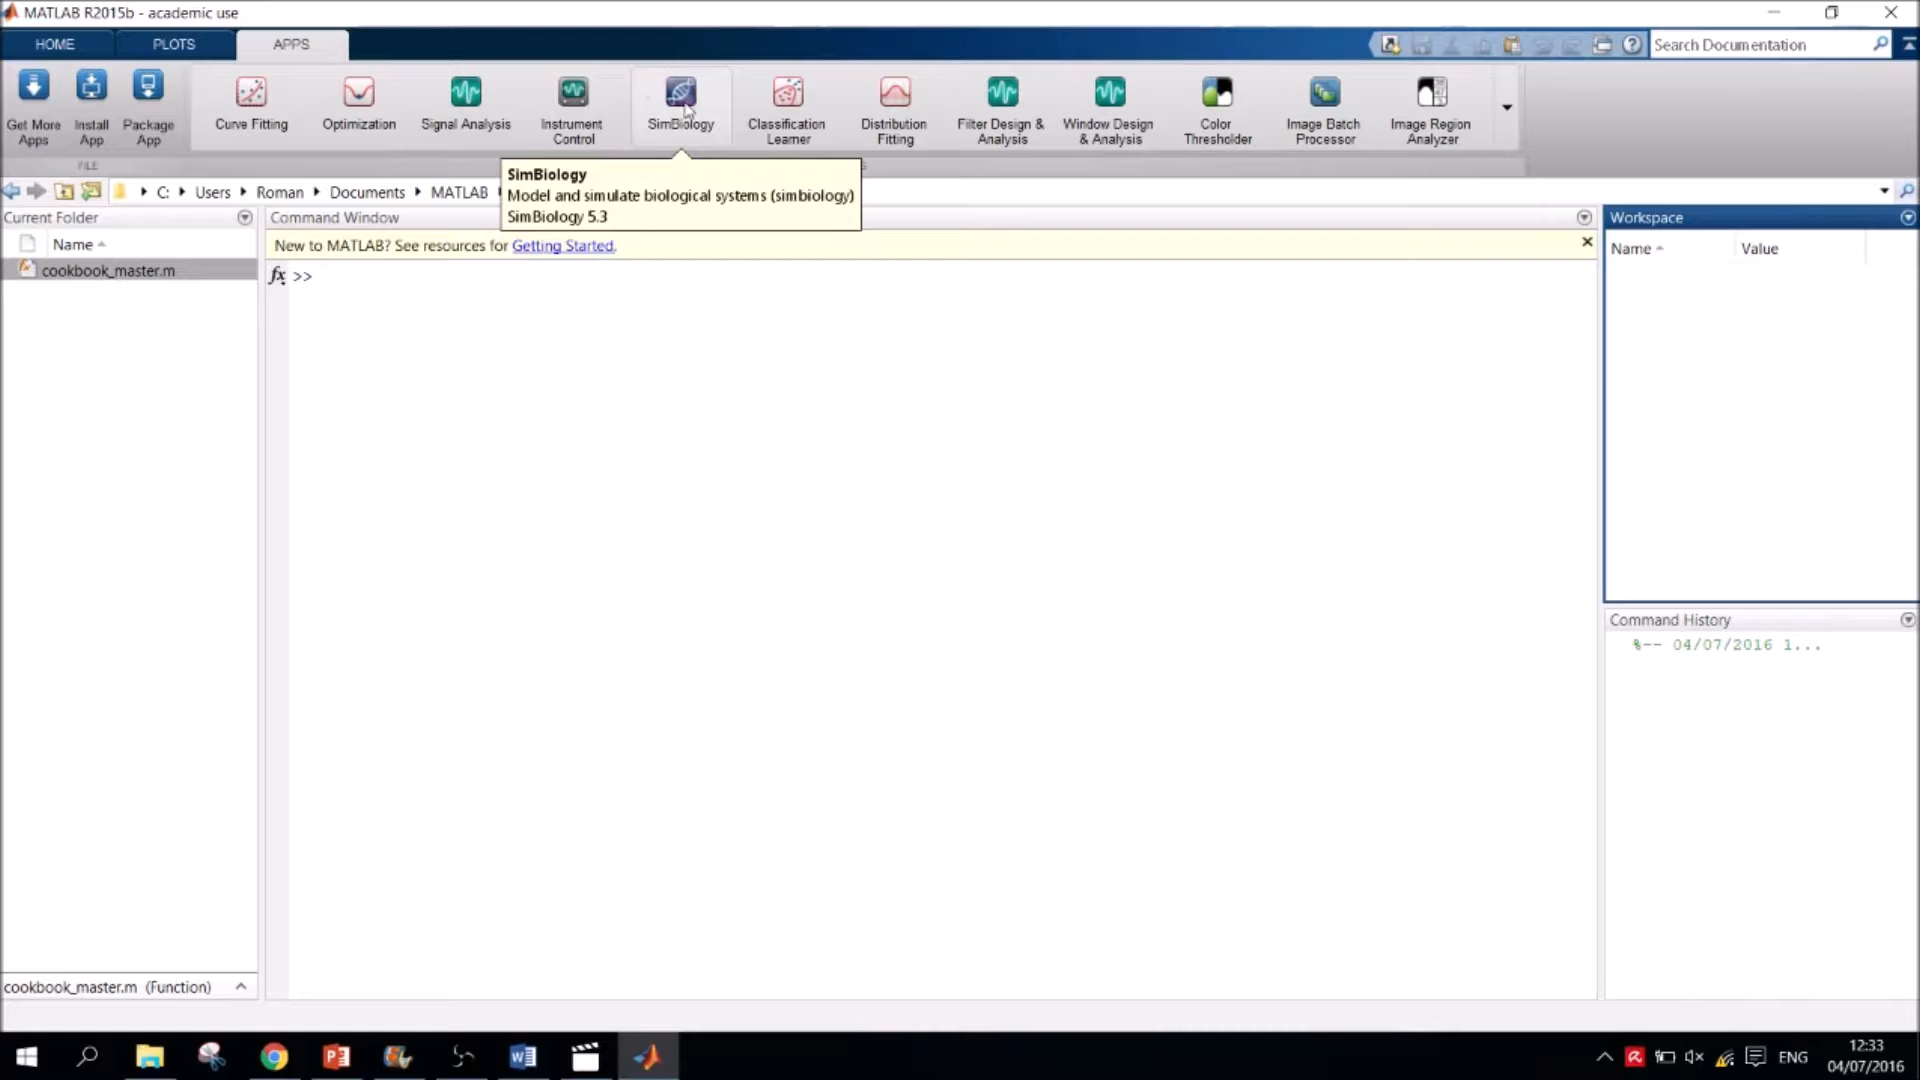 MATLAB R2015b - academic use
HOME PLOTS APPS
Search Documentation
Get More Apps
Install App
Package App
Curve Fitting
Optimization
Signal Analysis
Instrument Control
SimBiology
Classification Learner
Distribution Fitting
Filter Design & Analysis
Window Design & Analysis
Color Thresholder
Image Batch Processor
Image Region Analyzer
FILE
SimBiology
Model and simulate biological systems (simbiology)
SimBiology 5.3
C: Users Roman Documents MATLAB
Current Folder
Name
cookbook_master.m
Command Window
New to MATLAB? See resources for Getting Started.
fx >>
Workspace
Name Value
Command History
%-- 04/07/2016 1...
cookbook_master.m (Function)
ENG
12:33
04/07/2016